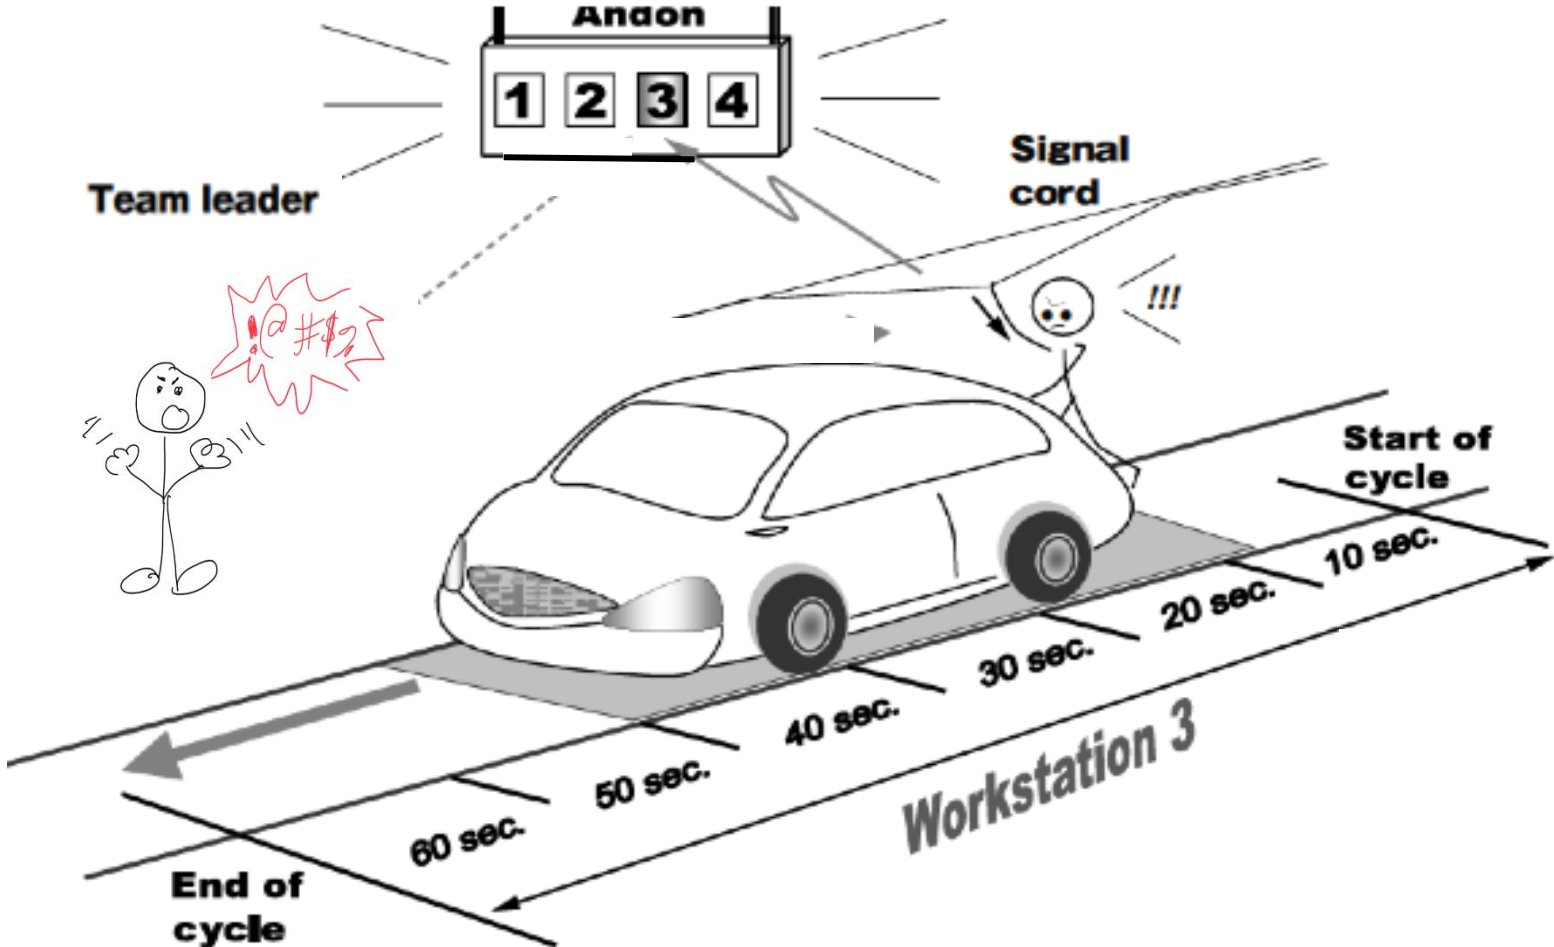 Andon
1 2 3 4
Signal
cord
Team leader
!@#$?
!!!
Start of
cycle
10 sec.
20 sec.
30 sec.
40 sec.
50 sec.
60 sec.
Workstation 3
End of
cycle